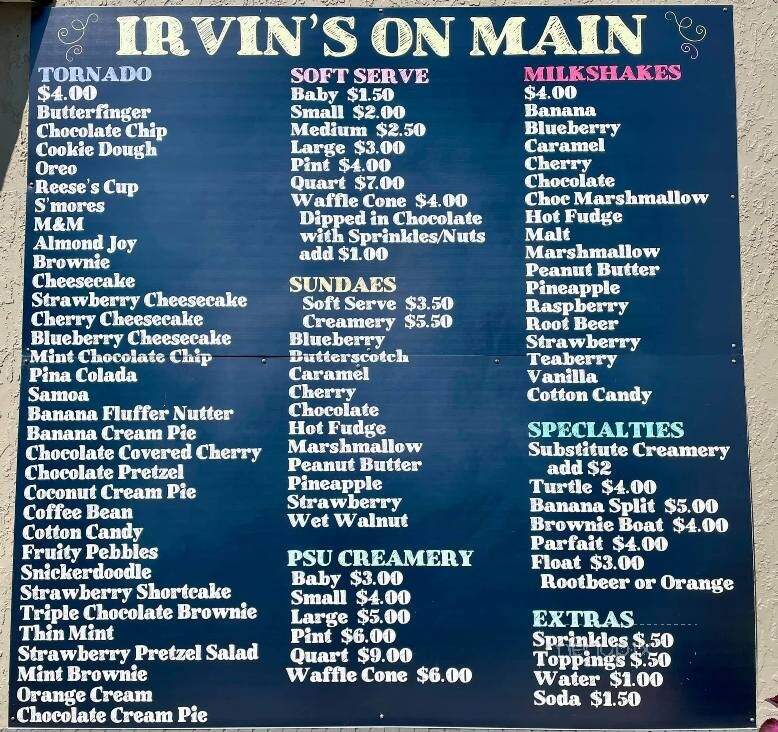 IRVIN'S ON MAIN
TORNADO
$4.00
Butterfinger
Chocolate Chip
Cookie Dough
Oreo
Reese's Cup
S'mores
M&M
Almond Joy
Brownie
Cheesecake
Strawberry Cheesecake
Cherry Cheesecake
Blueberry Cheesecake
Mint Chocolate Chip
Pina Colada
Samoa
Banana Fluffer Nutter
Banana Cream Pie
Chocolate Covered Cherry
Chocolate Pretzel
Coconut Cream Pie
Coffee Bean
Cotton Candy
Fruity Pebbles
Snickerdoodle
Strawberry Shortcake
Triple Chocolate Brownie
Thin Mint
Strawberry Pretzel Salad
Mint Brownie
Orange Cream
Chocolate Cream Pie
SOFT SERVE
Baby $1.50
Small $2.00
Medium $2.50
Large $3.00
Pint $4.00
Quart $7.00
Waffle Cone $4.00
Dipped in Chocolate
with Sprinkles/Nuts
add $1.00
SUNDAES
Soft Serve $3.50
Creamery $5.50
Blueberry
Butterscotch
Caramel
Cherry
Chocolate
Hot Fudge
Marshmallow
Peanut Butter
Pineapple
Strawberry
Wet Walnut
PSU CREAMERY
Baby $3.00
Small $4.00
Large $5.00
Pint $6.00
Quart $9.00
Waffle Cone $6.00
MILKSHAKES
$4.00
Banana
Blueberry
Caramel
Cherry
Chocolate
Choc Marshmallow
Hot Fudge
Malt
Marshmallow
Peanut Butter
Pineapple
Raspberry
Root Beer
Strawberry
Teaberry
Vanilla
Cotton Candy
SPECIALTIES
Substitute Creamery
add $2
Turtle $4.00
Banana Split $5.00
Brownie Boat $4.00
Parfait $4.00
Float $3.00
Rootbeer or Orange
EXTRAS
Sprinkles $.50
Toppings $.50
Water $1.00
Soda $1.50